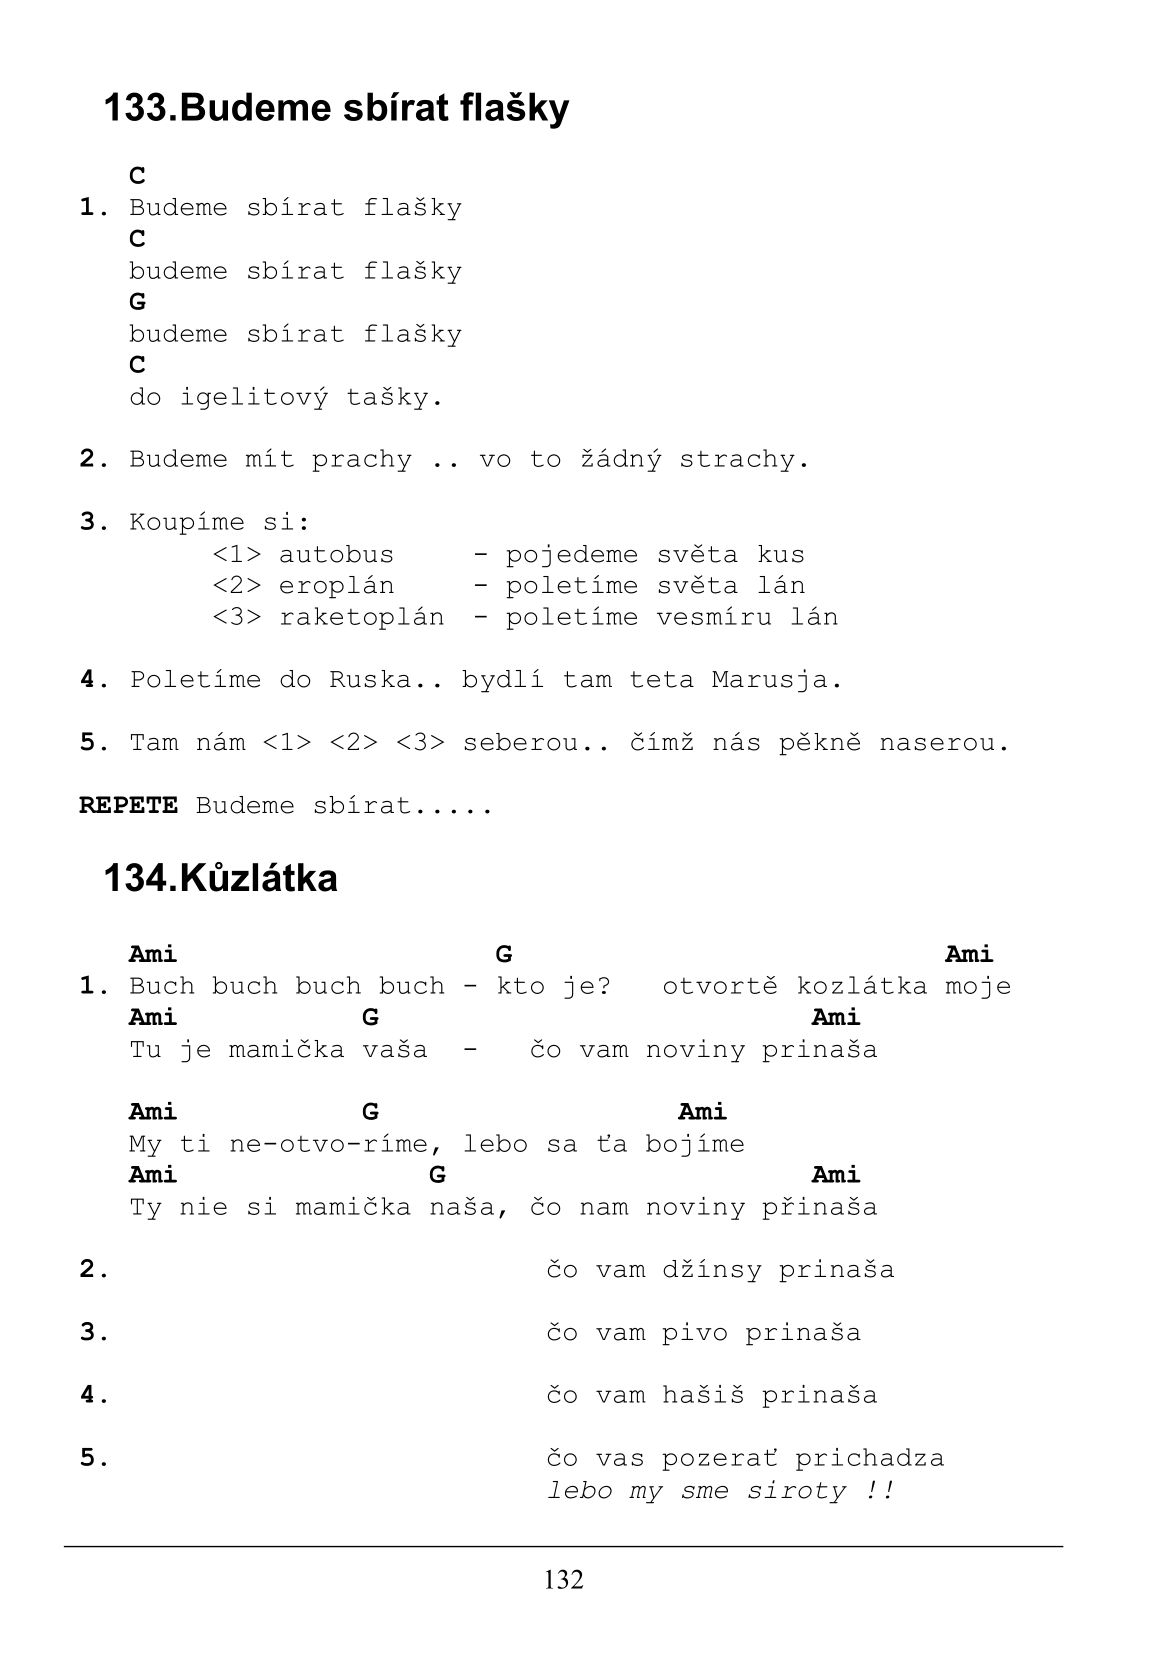 133.Budeme sbírat flašky
C
1. Budeme sbírat flašky
C
budeme sbírat flašky
G
budeme sbírat flašky
C
do igelitový tašky.
2. Budeme mít prachy .. vo to žádný strachy.
3. Koupíme si:
<1> autobus - pojedeme světa kus
<2> eroplán - poletíme světa lán
<3> raketoplán - poletíme vesmíru lán
4. Poletíme do Ruska.. bydlí tam teta Marusja.
5. Tam nám <1> <2> <3> seberou.. čímž nás pěkně naserou.
REPETE Budeme sbírat.....
134.Kůzlátka
Ami G Ami
1. Buch buch buch buch - kto je? otvortě kozlátka moje
Ami G Ami
Tu je mamička vaša - čo vam noviny prinaša
Ami G Ami
My ti ne-otvo-ríme, lebo sa ťa bojíme
Ami G Ami
Ty nie si mamička naša, čo nam noviny přinaša
2. čo vam džínsy prinaša
3. čo vam pivo prinaša
4. čo vam hašiš prinaša
5. čo vas pozerať prichadza
lebo my sme siroty !!
132